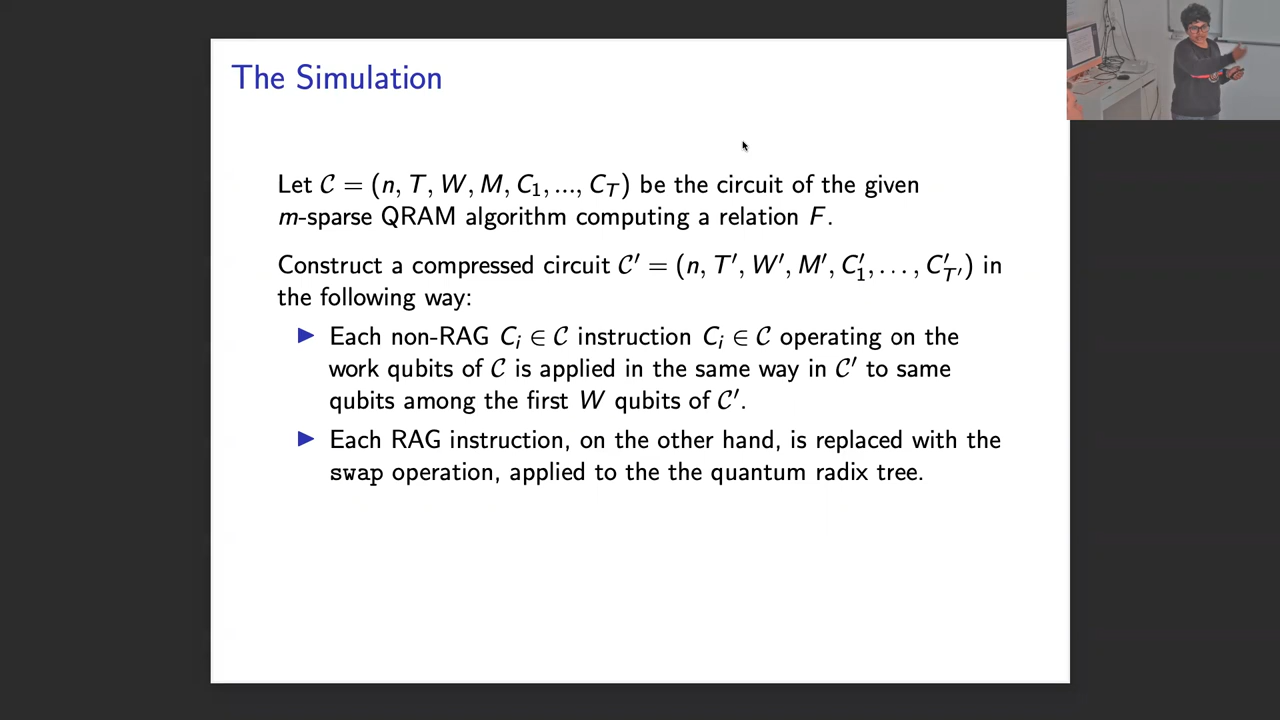 The Simulation
Let 𝒞 = (n, T, W, M, C₁, ..., C_T) be the circuit of the given
m-sparse QRAM algorithm computing a relation F.
Construct a compressed circuit 𝒞′ = (n, T′, W′, M′, C′₁, . . . , C′_T′) in
the following way:
▶ Each non-RAG Cᵢ ∈ 𝒞 instruction Cᵢ ∈ 𝒞 operating on the
work qubits of 𝒞 is applied in the same way in 𝒞′ to same
qubits among the first W qubits of 𝒞′.
▶ Each RAG instruction, on the other hand, is replaced with the
swap operation, applied to the the quantum radix tree.